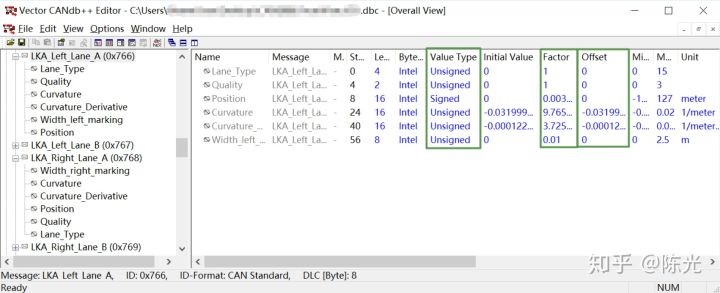 Vector CANdb++ Editor - C:\Users\ .dbc - [Overall View]
File Edit View Options Window Help
LKA_Left_Lane_A (0x766)
Lane_Type
Quality
Curvature
Curvature_Derivative
Width_left_marking
Position
LKA_Left_Lane_B (0x767)
LKA_Right_Lane_A (0x768)
Width_right_marking
Curvature
Curvature_Derivative
Position
Quality
Lane_Type
LKA_Right_Lane_B (0x769)
Name Message M. St... Le... Byte... Value Type Initial Value Factor Offset Mi... M... Unit
Lane_Type LKA_Left_La... - 0 4 Intel Unsigned 0 1 0 0 15
Quality LKA_Left_La... - 4 2 Intel Unsigned 0 1 0 0 3
Position LKA_Left_La... - 8 16 Intel Signed 0 0.003... 0 -1... 127 meter
Curvature LKA_Left_La... - 24 16 Intel Unsigned -0.031999... 9.765... -0.03199... -0.... 0.02 1/meter
Curvature_... LKA_Left_La... - 40 16 Intel Unsigned -0.000122... 3.725... -0.00012... -0.... 0.0... 1/meter...
Width_left_... LKA_Left_La... - 56 8 Intel Unsigned 0 0.01 0 0 2.5 m
知乎 @陈光
Message: LKA_Left_Lane_A, ID: 0x766, ID-Format: CAN Standard, DLC [Byte]: 8
Ready NUM